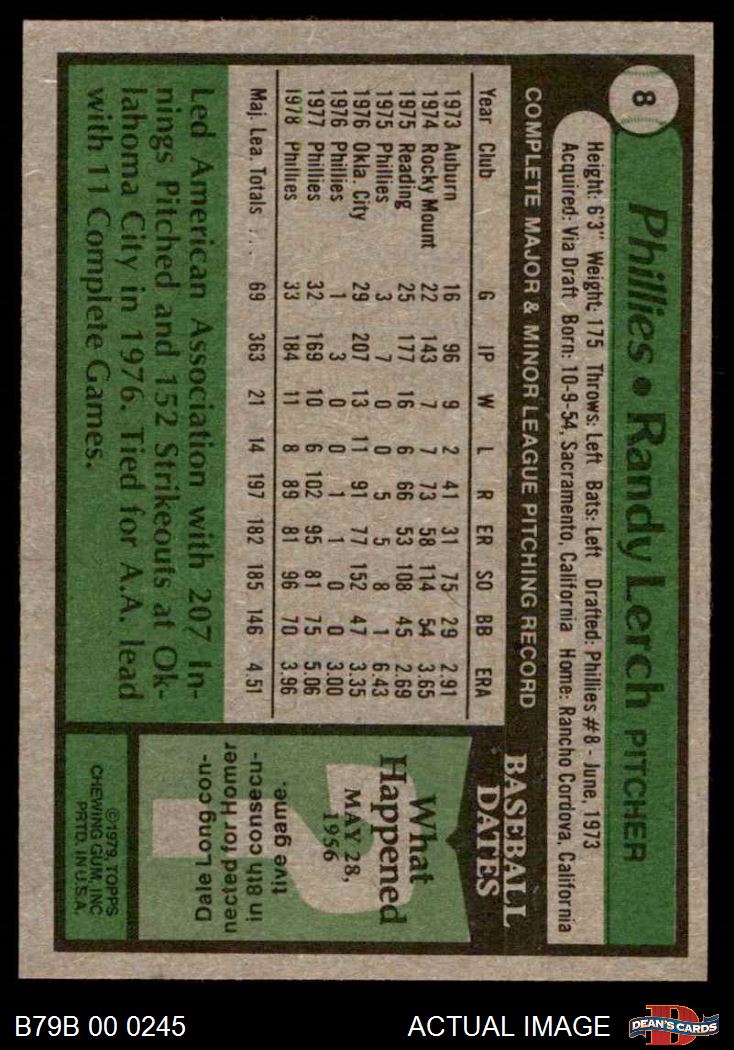 8
Phillies • Randy Lerch PITCHER
Height: 6'3" Weight: 175 Throws: Left Bats: Left Drafted: Phillies #8 - June, 1973
Acquired: Via Draft Born: 10-9-54, Sacramento, California Home: Rancho Cordova, California
COMPLETE MAJOR & MINOR LEAGUE PITCHING RECORD
Year Club G IP W L R ER SO BB ERA
1973 Auburn 16 96 9 2 41 31 75 29 2.91
1974 Rocky Mount 22 143 7 7 73 58 114 54 3.65
1975 Reading 25 177 16 6 66 53 108 45 2.69
1975 Phillies 3 7 0 0 5 5 8 1 6.43
1976 Okla. City 29 207 13 11 91 77 152 47 3.35
1976 Phillies 1 3 0 0 1 1 0 0 3.00
1977 Phillies 32 169 10 6 102 95 81 75 5.06
1978 Phillies 33 184 11 8 89 81 96 70 3.96
Maj. Lea. Totals . . . 69 363 21 14 197 182 185 146 4.51
Led American Association with 207 In-
nings Pitched and 152 Strikeouts at Ok-
lahoma City in 1976. Tied for A.A. lead
with 11 Complete Games.
BASEBALL
DATES
What
Happened
MAY 28,
1956
?
Dale Long con-
nected for Homer
in 8th consecu-
tive game.
©1979, TOPPS
CHEWING GUM, INC
PRTD. IN U.S.A.
B79B 00 0245
ACTUAL IMAGE
D
DEAN'S CARDS